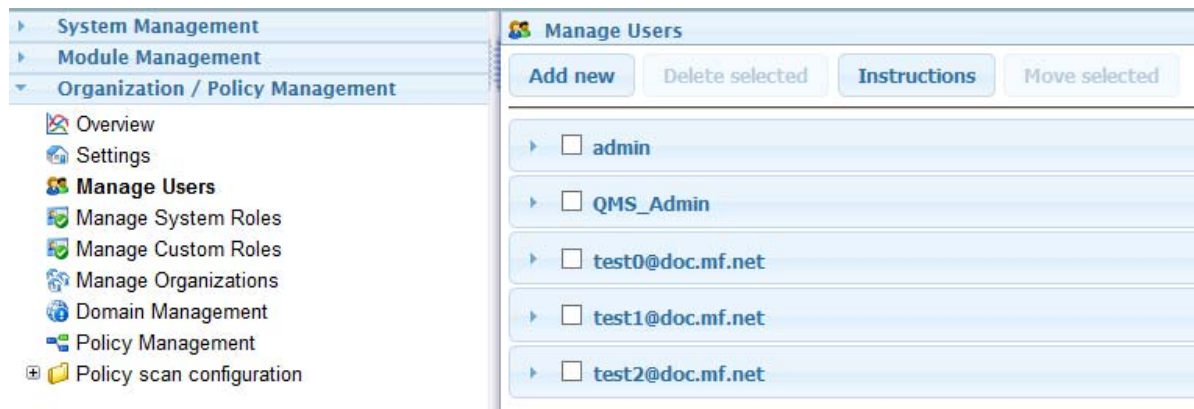 System Management
Module Management
Organization / Policy Management
Overview
Settings
Manage Users
Manage System Roles
Manage Custom Roles
Manage Organizations
Domain Management
Policy Management
Policy scan configuration
Manage Users
Add new Delete selected Instructions Move selected
admin
QMS_Admin
test0@doc.mf.net
test1@doc.mf.net
test2@doc.mf.net